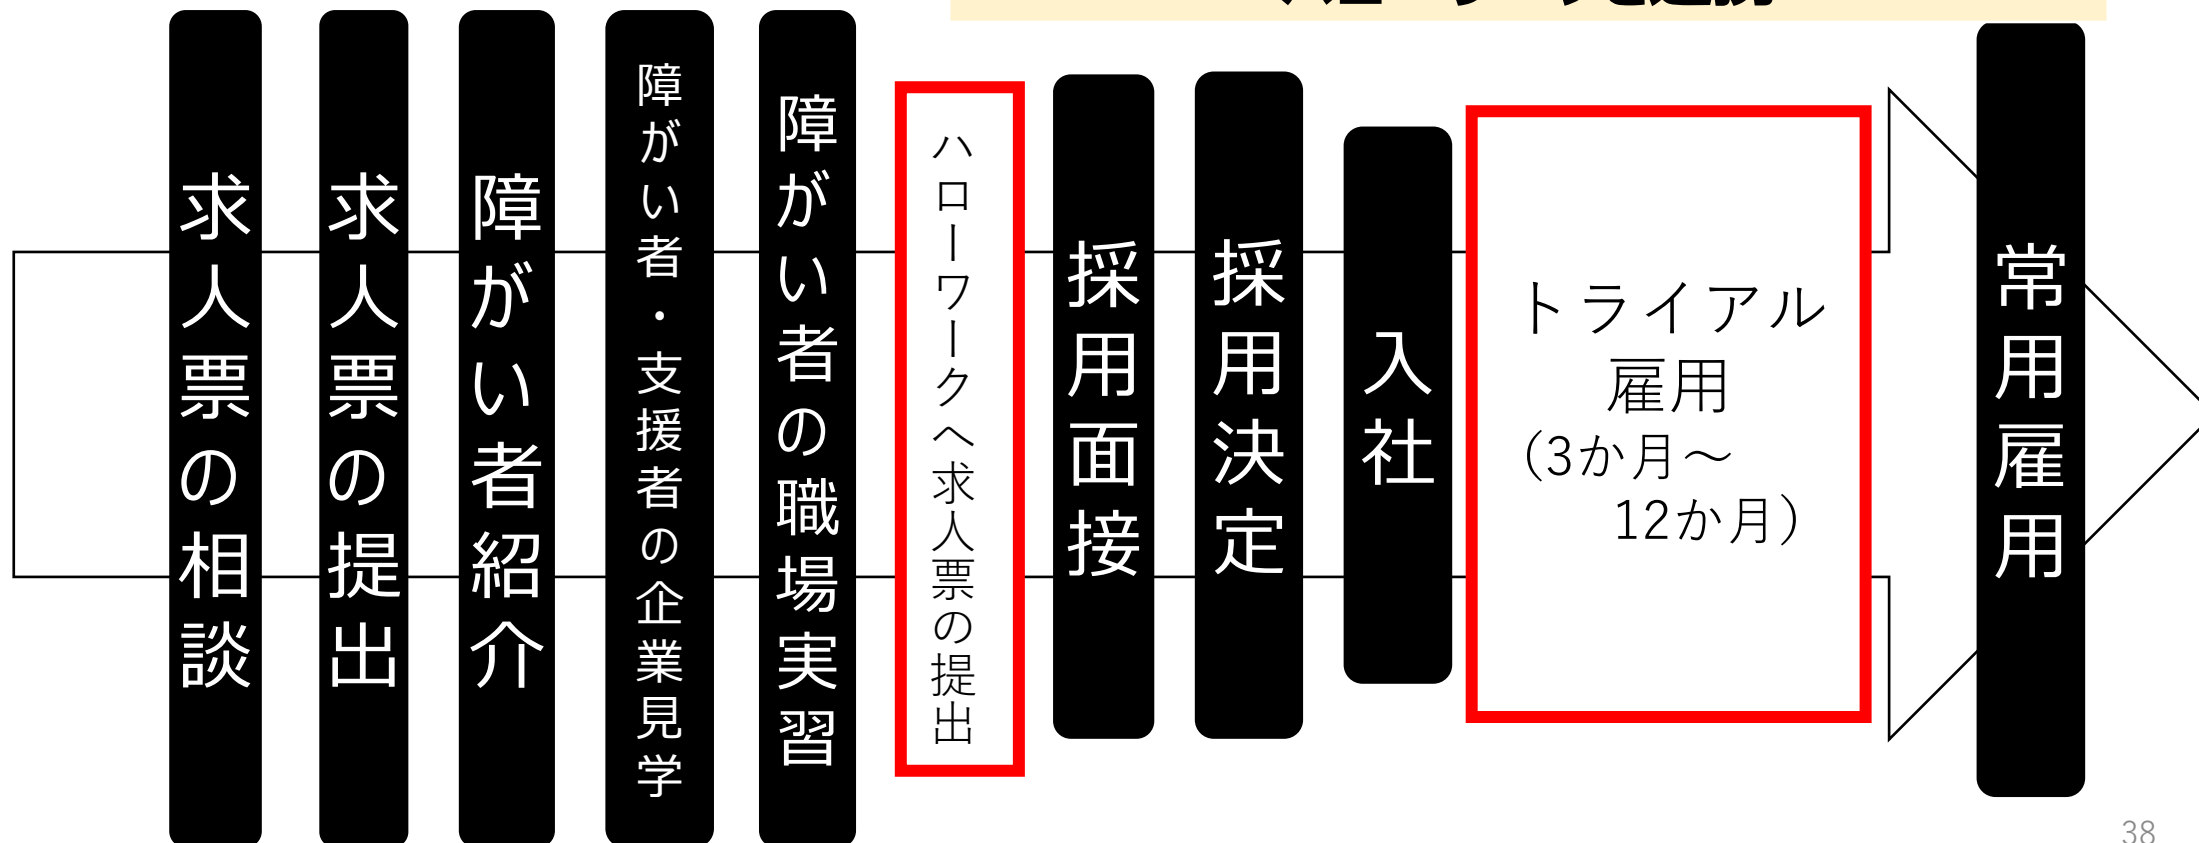 求人票の相談
求人票の提出
障がい者紹介
障がい者・支援者の企業見学
障がい者の職場実習
ハローワークへ求人票の提出
採用面接
採用決定
入社
トライアル
雇用
（3か月～
12か月）
常用雇用
38